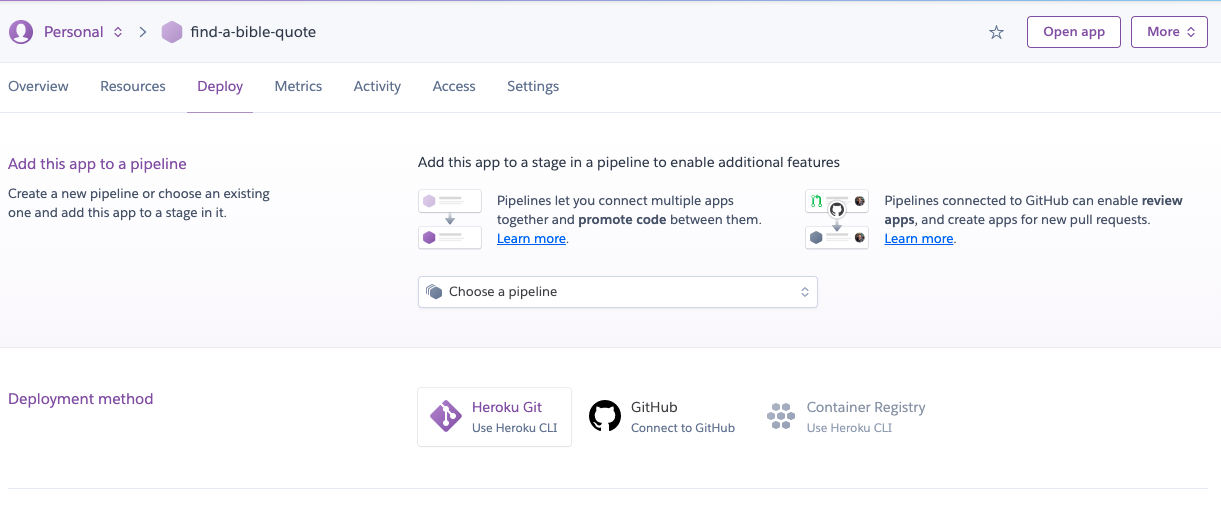 Personal
find-a-bible-quote
Open app
More
Overview
Resources
Deploy
Metrics
Activity
Access
Settings
Add this app to a pipeline
Create a new pipeline or choose an existing
one and add this app to a stage in it.
Add this app to a stage in a pipeline to enable additional features
Pipelines let you connect multiple apps
together and promote code between them.
Learn more.
Pipelines connected to GitHub can enable review
apps, and create apps for new pull requests.
Learn more.
Choose a pipeline
Deployment method
Heroku Git
Use Heroku CLI
GitHub
Connect to GitHub
Container Registry
Use Heroku CLI